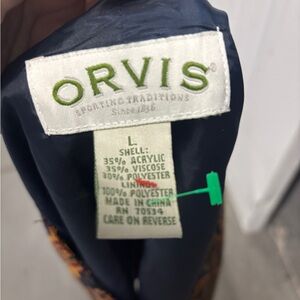 ORVIS®
SPORTING TRADITIONS
Since 1856
L
SHELL:
35% ACRYLIC
35% VISCOSE
30% POLYESTER
LINING:
100% POLYESTER
MADE IN CHINA
RN 70534
CARE ON REVERSE